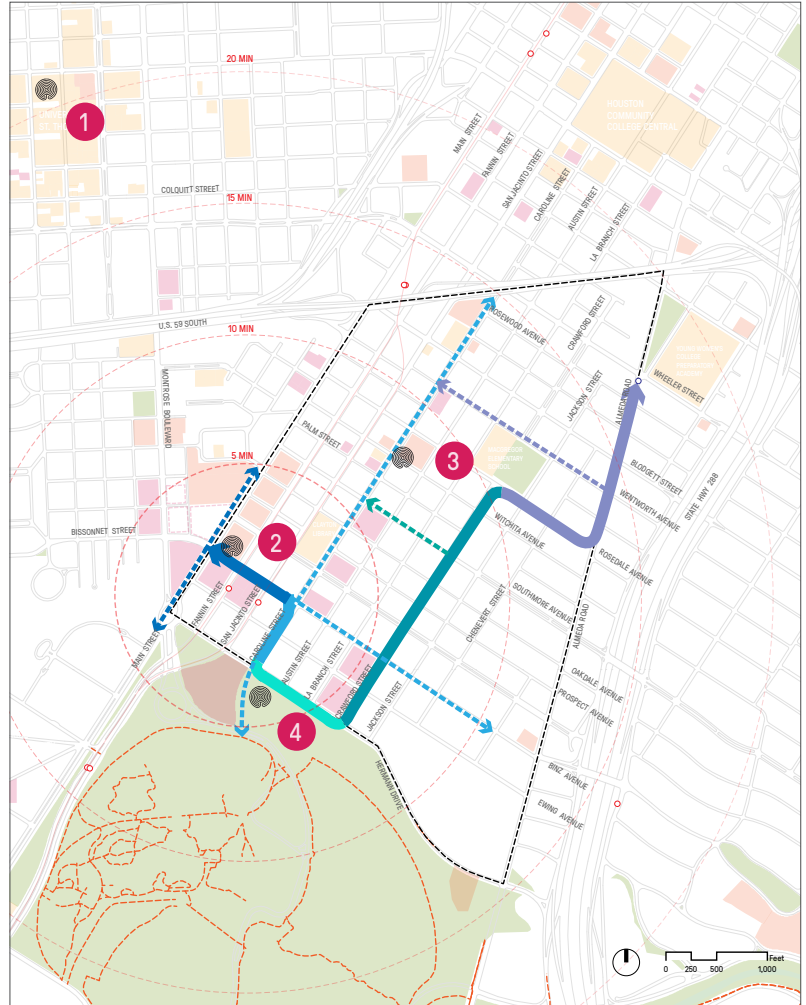 20 MIN
1
HOUSTON
COMMUNITY
COLLEGE CENTRAL
MAIN STREET
FANNIN STREET
SAN JACINTO STREET
CAROLINE STREET
AUSTIN STREET
LA BRANCH STREET
COLQUITT STREET
15 MIN
U.S. 59 SOUTH
10 MIN
ROSEWOOD AVENUE
CRAWFORD STREET
JACKSON STREET
ALMEDA ROAD
WHEELER STREET
MONTROSE BOULEVARD
PALM STREET
5 MIN
3
SCHOOL
BLODGETT STREET
WENTWORTH AVENUE
STATE HWY 288
BISSONNET STREET
2
WITCHITA AVENUE
ROSEDALE AVENUE
FANNIN STREET
SAN JACINTO STREET
CAROLINE STREET
CHENEVERT STREET
SOUTHMORE AVENUE
ALMEDA ROAD
MAIN STREET
AUSTIN STREET
LA BRANCH STREET
CRAWFORD STREET
JACKSON STREET
OAKDALE AVENUE
PROSPECT AVENUE
4
HERMANN DRIVE
BINZ AVENUE
EWING AVENUE
Feet
0 250 500 1,000